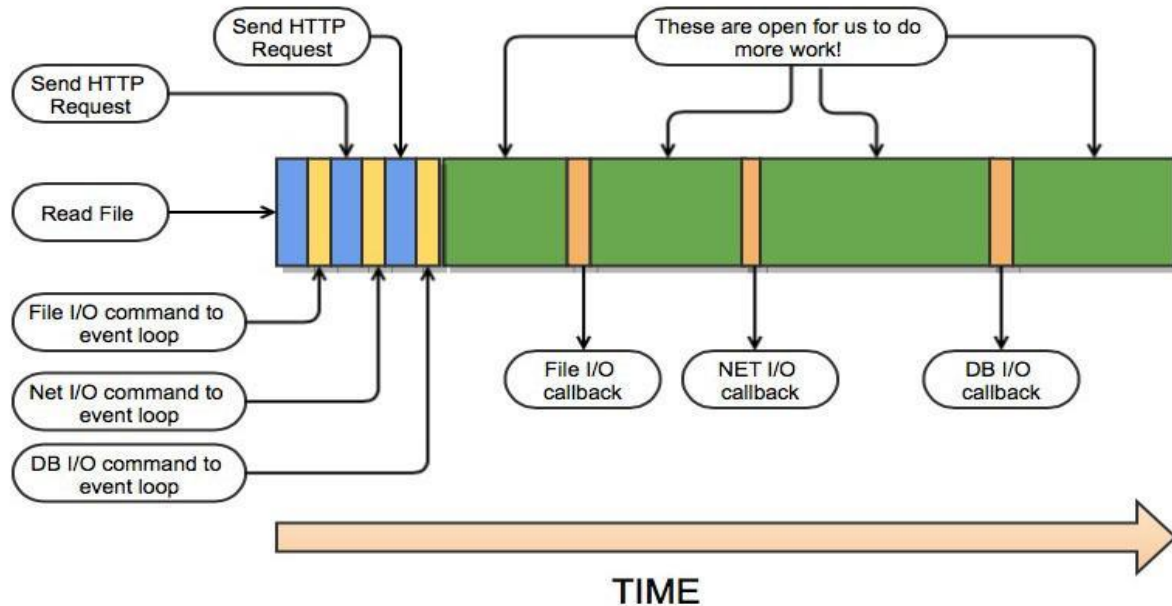 Send HTTP
Request
These are open for us to do
more work!
Send HTTP
Request
Read File
File I/O command to
event loop
Net I/O command to
event loop
DB I/O command to
event loop
File I/O
callback
NET I/O
callback
DB I/O
callback
TIME